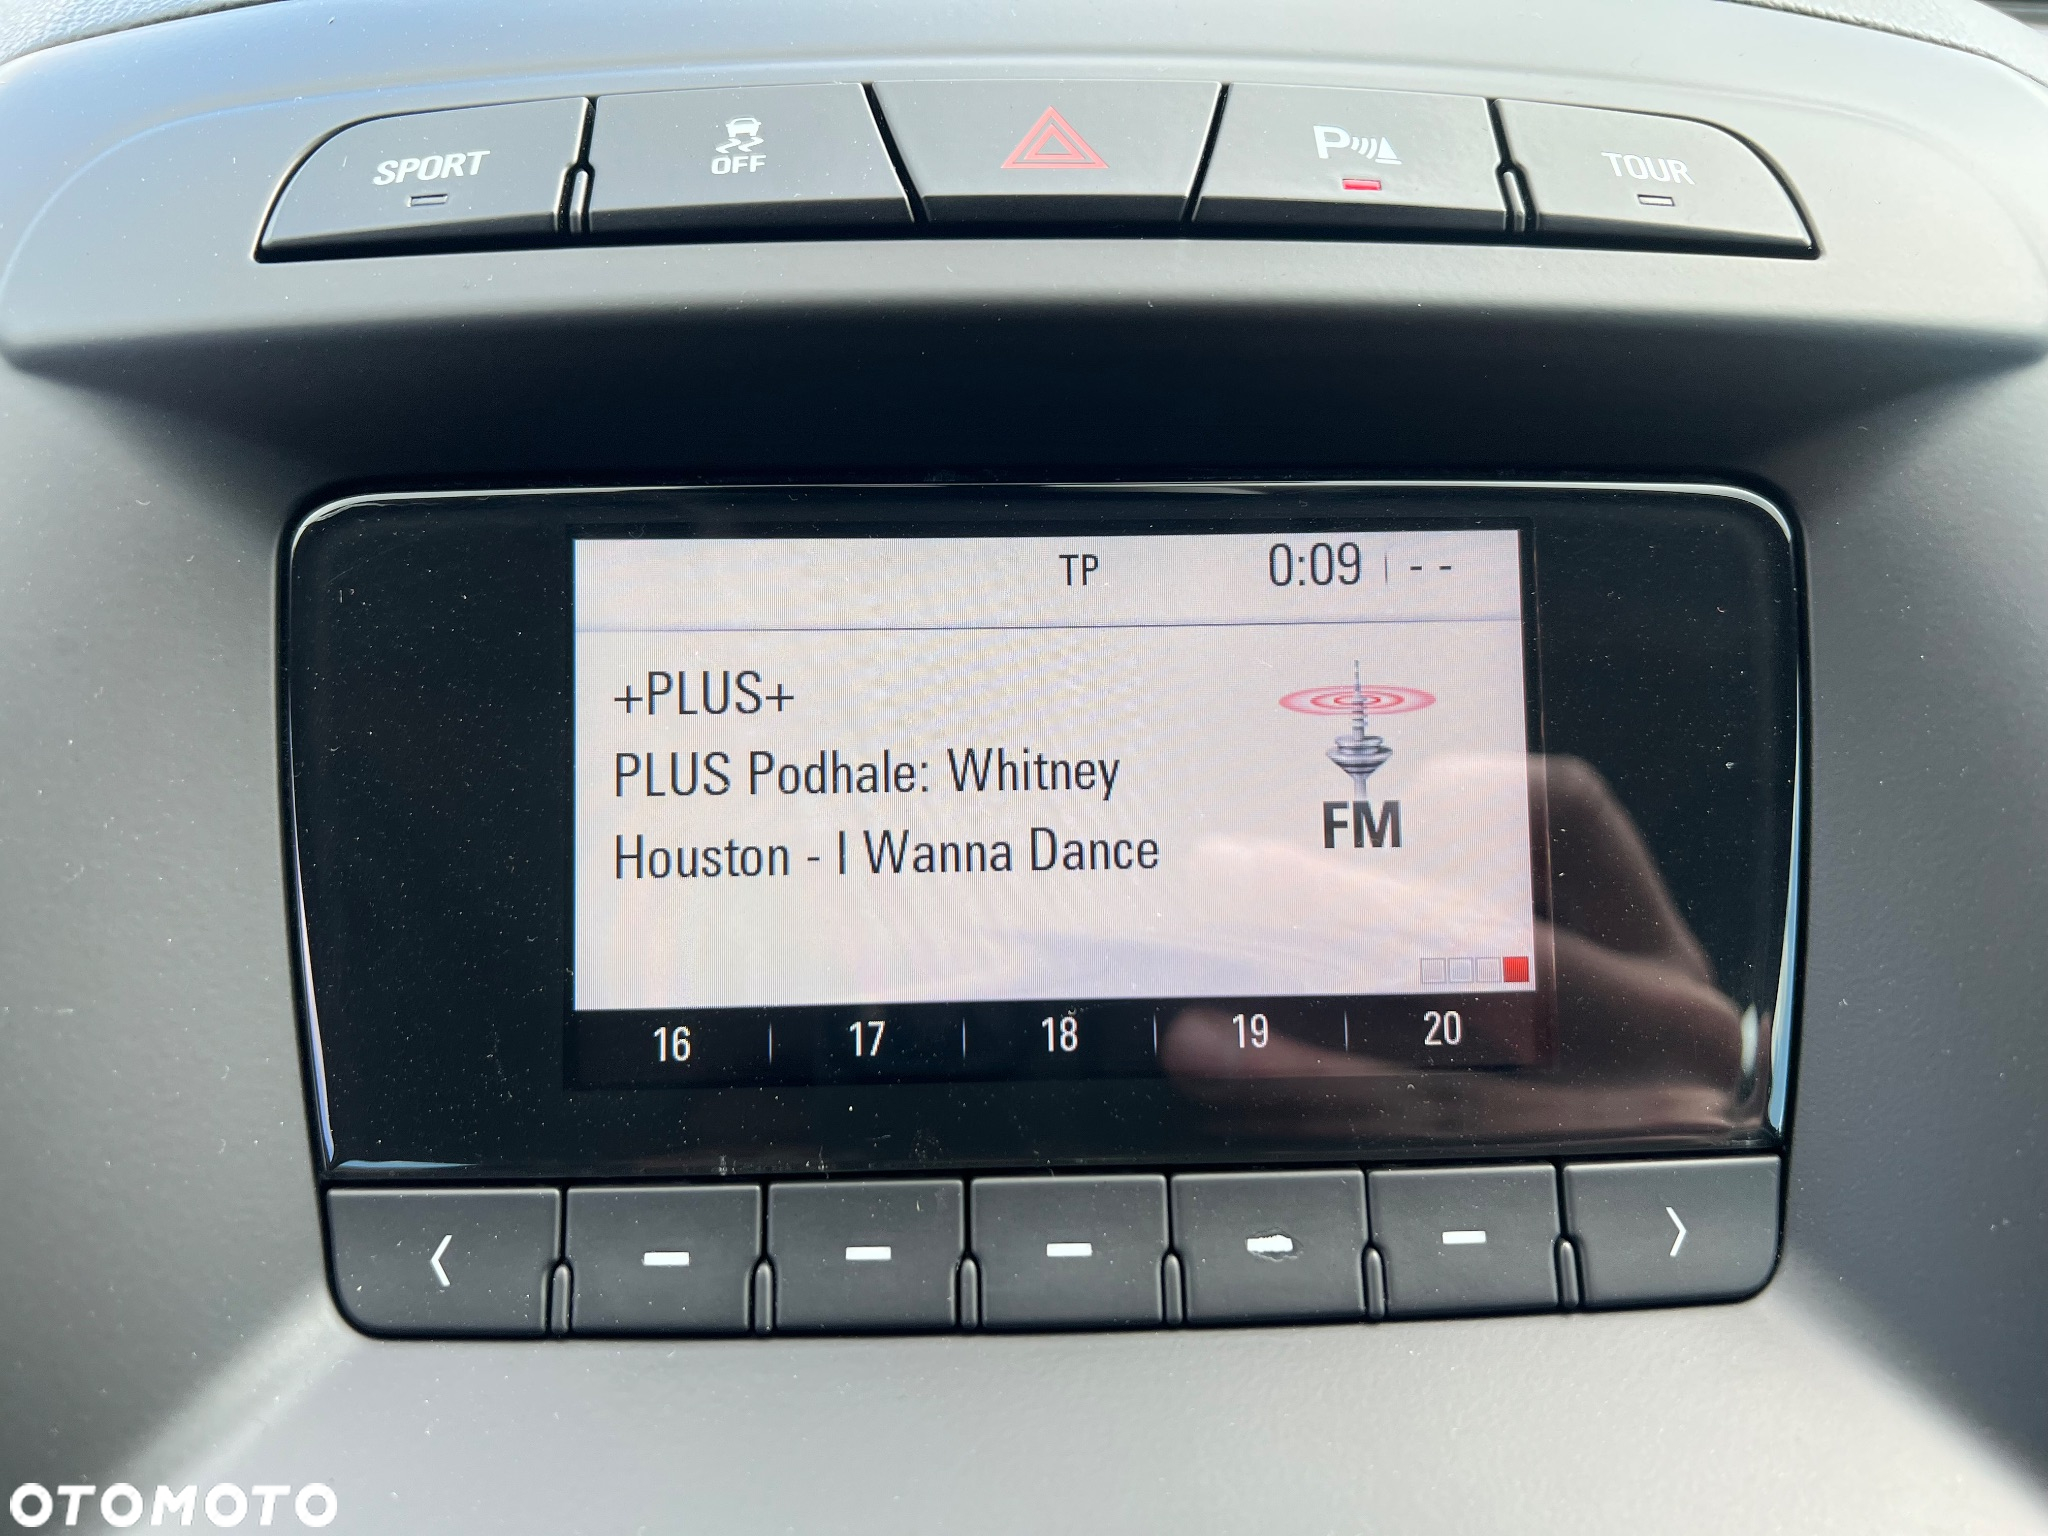 SPORT
OFF
P
TOUR
TP 0:09 --
+PLUS+
PLUS Podhale: Whitney
Houston - I Wanna Dance
FM
16 17 18 19 20
OTOMOTO